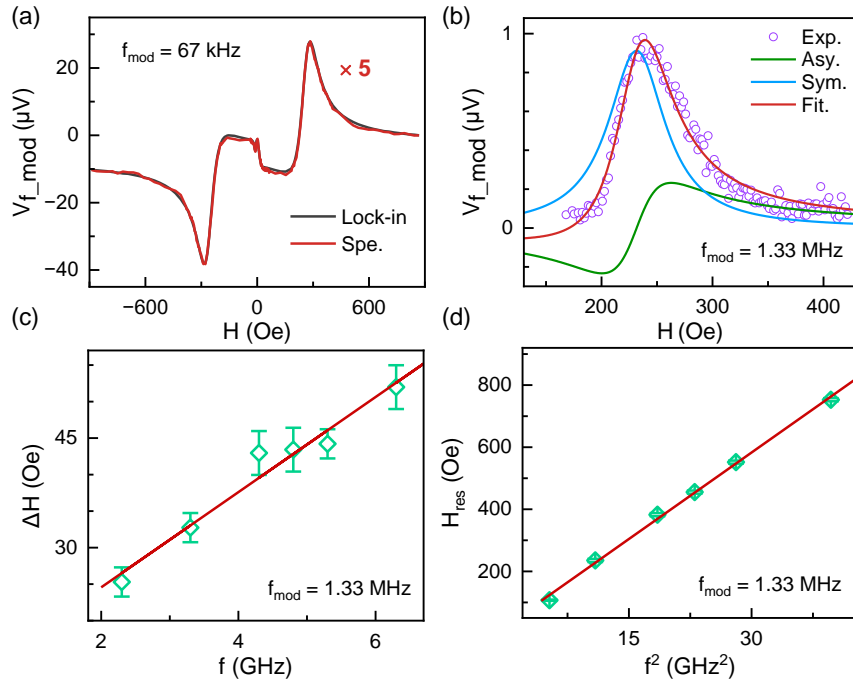 (a)
f_mod = 67 kHz
× 5
20
0
−20
−40
V_f_mod (μV)
Lock-in
Spe.
−600
0
600
H (Oe)
(b)
1
0
V_f_mod (μV)
Exp.
Asy.
Sym.
Fit.
f_mod = 1.33 MHz
200
300
400
H (Oe)
(c)
45
25
ΔH (Oe)
f_mod = 1.33 MHz
2
4
6
f (GHz)
(d)
800
600
400
200
H_res (Oe)
f_mod = 1.33 MHz
15
30
f² (GHz²)